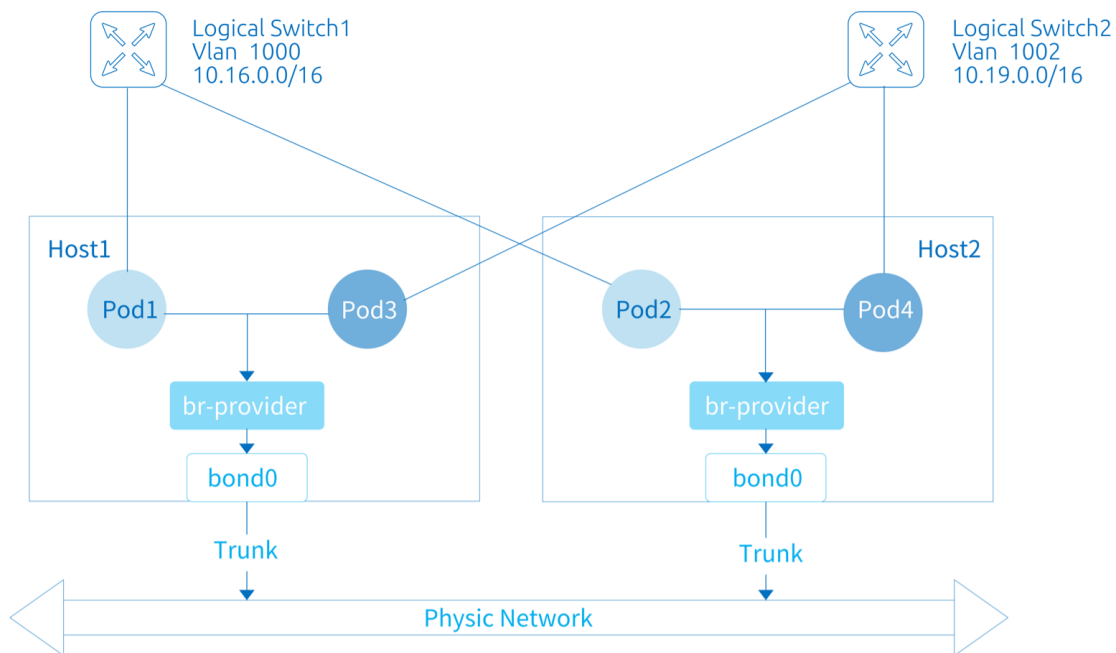 Logical Switch1
Vlan 1000
10.16.0.0/16
Logical Switch2
Vlan 1002
10.19.0.0/16
Host1
Host2
Pod1
Pod3
Pod2
Pod4
br-provider
br-provider
bond0
bond0
Trunk
Trunk
Physic Network